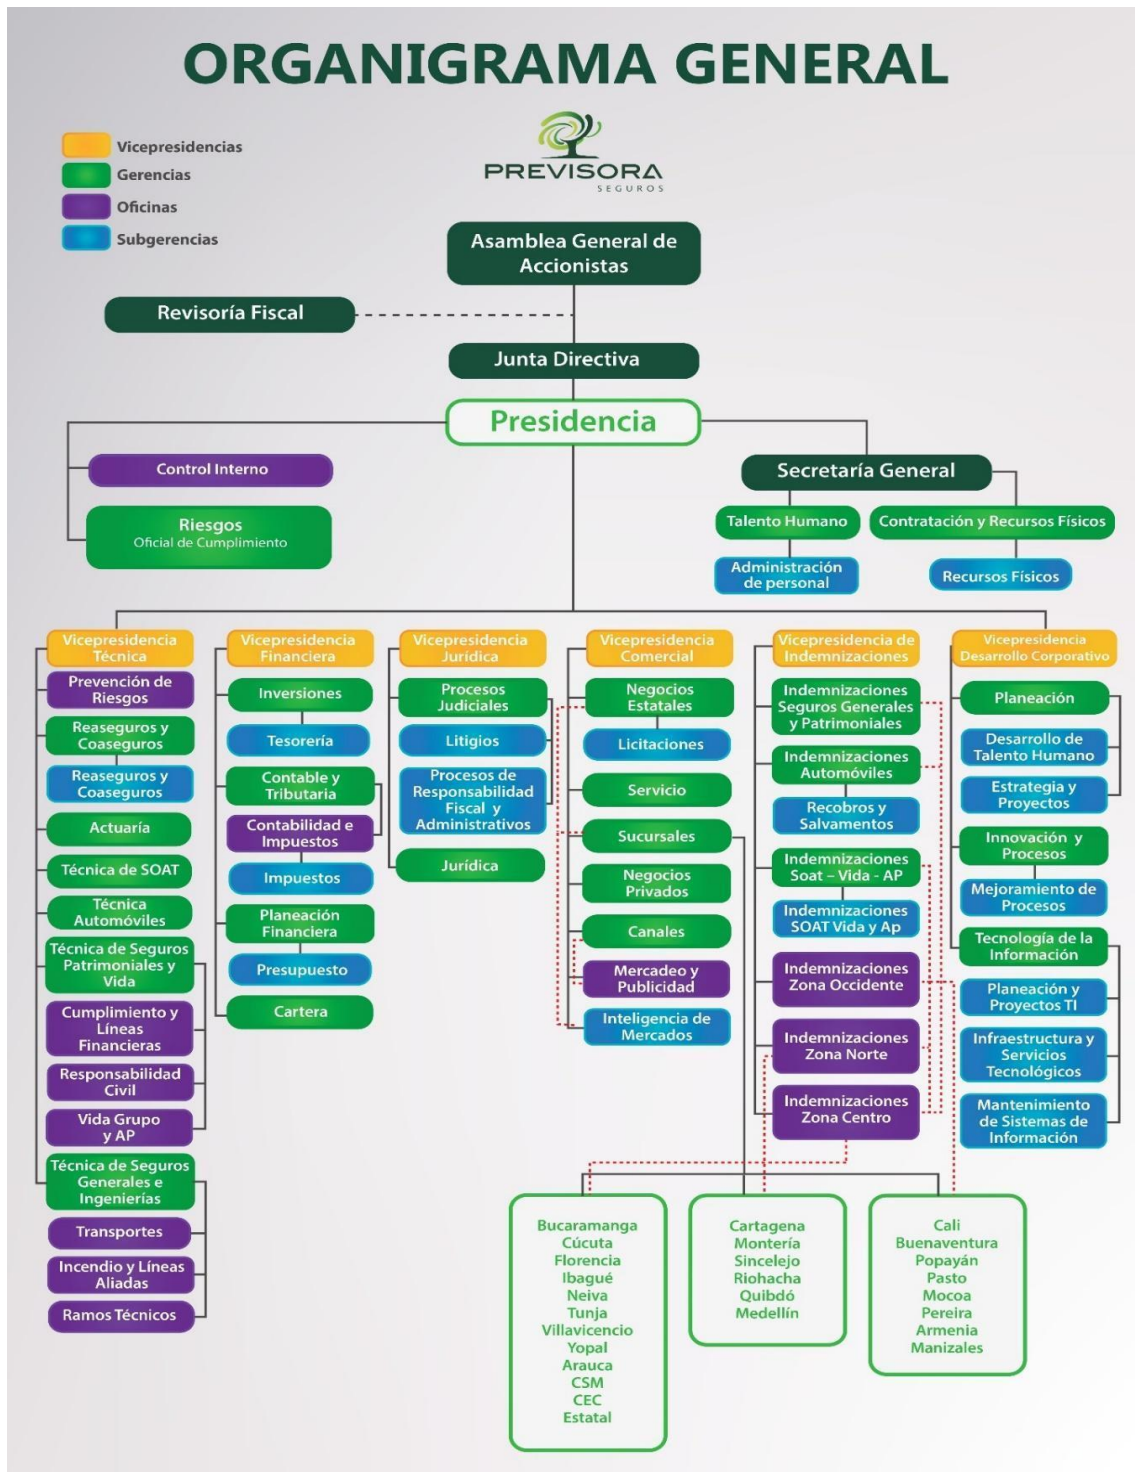 ORGANIGRAMA GENERAL
PREVISORA
SEGUROS
Vicepresidencias
Gerencias
Oficinas
Subgerencias
Asamblea General de
Accionistas
Revisoría Fiscal
Junta Directiva
Presidencia
Control Interno
Riesgos
Oficial de Cumplimiento
Secretaría General
Talento Humano
Administración
de personal
Contratación y Recursos Físicos
Recursos Físicos
Vicepresidencia
Técnica
Prevención de
Riesgos
Reaseguros y
Coaseguros
Reaseguros y
Coaseguros
Actuaría
Técnica de SOAT
Técnica
Automóviles
Técnica de Seguros
Patrimoniales y
Vida
Cumplimiento y
Líneas
Financieras
Responsabilidad
Civil
Vida Grupo
y AP
Técnica de Seguros
Generales e
Ingenierías
Transportes
Incendio y Líneas
Aliadas
Ramos Técnicos
Vicepresidencia
Financiera
Inversiones
Tesorería
Contable y
Tributaria
Contabilidad e
Impuestos
Impuestos
Planeación
Financiera
Presupuesto
Cartera
Vicepresidencia
Jurídica
Procesos
Judiciales
Litigios
Procesos de
Responsabilidad
Fiscal y
Administrativos
Jurídica
Vicepresidencia
Comercial
Negocios
Estatales
Licitaciones
Servicio
Sucursales
Negocios
Privados
Canales
Mercadeo y
Publicidad
Inteligencia de
Mercados
Vicepresidencia de
Indemnizaciones
Indemnizaciones
Seguros Generales
y Patrimoniales
Indemnizaciones
Automóviles
Recobros y
Salvamentos
Indemnizaciones
Soat – Vida - AP
Indemnizaciones
SOAT Vida y Ap
Indemnizaciones
Zona Occidente
Indemnizaciones
Zona Norte
Indemnizaciones
Zona Centro
Vicepresidencia
Desarrollo Corporativo
Planeación
Desarrollo de
Talento Humano
Estrategia y
Proyectos
Innovación y
Procesos
Mejoramiento de
Procesos
Tecnología de la
Información
Planeación y
Proyectos TI
Infraestructura y
Servicios
Tecnológicos
Mantenimiento
de Sistemas de
Información
Bucaramanga
Cúcuta
Florencia
Ibagué
Neiva
Tunja
Villavicencio
Yopal
Arauca
CSM
CEC
Estatal
Cartagena
Montería
Sincelejo
Riohacha
Quibdó
Medellín
Cali
Buenaventura
Popayán
Pasto
Mocoa
Pereira
Armenia
Manizales